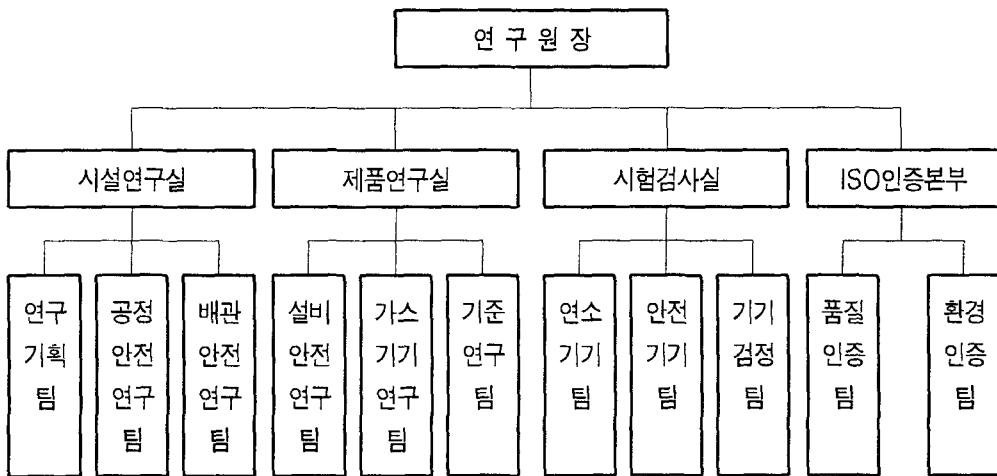 연 구 원 장
시설연구실
제품연구실
시험검사실
ISO인증본부
연구
기획
팀
공정
안전
연구
팀
배관
안전
연구
팀
설비
안전
연구
팀
가스
기기
연구
팀
기준
연구
팀
연소
기기
팀
안전
기기
팀
기기
검정
팀
품질
인증
팀
환경
인증
팀